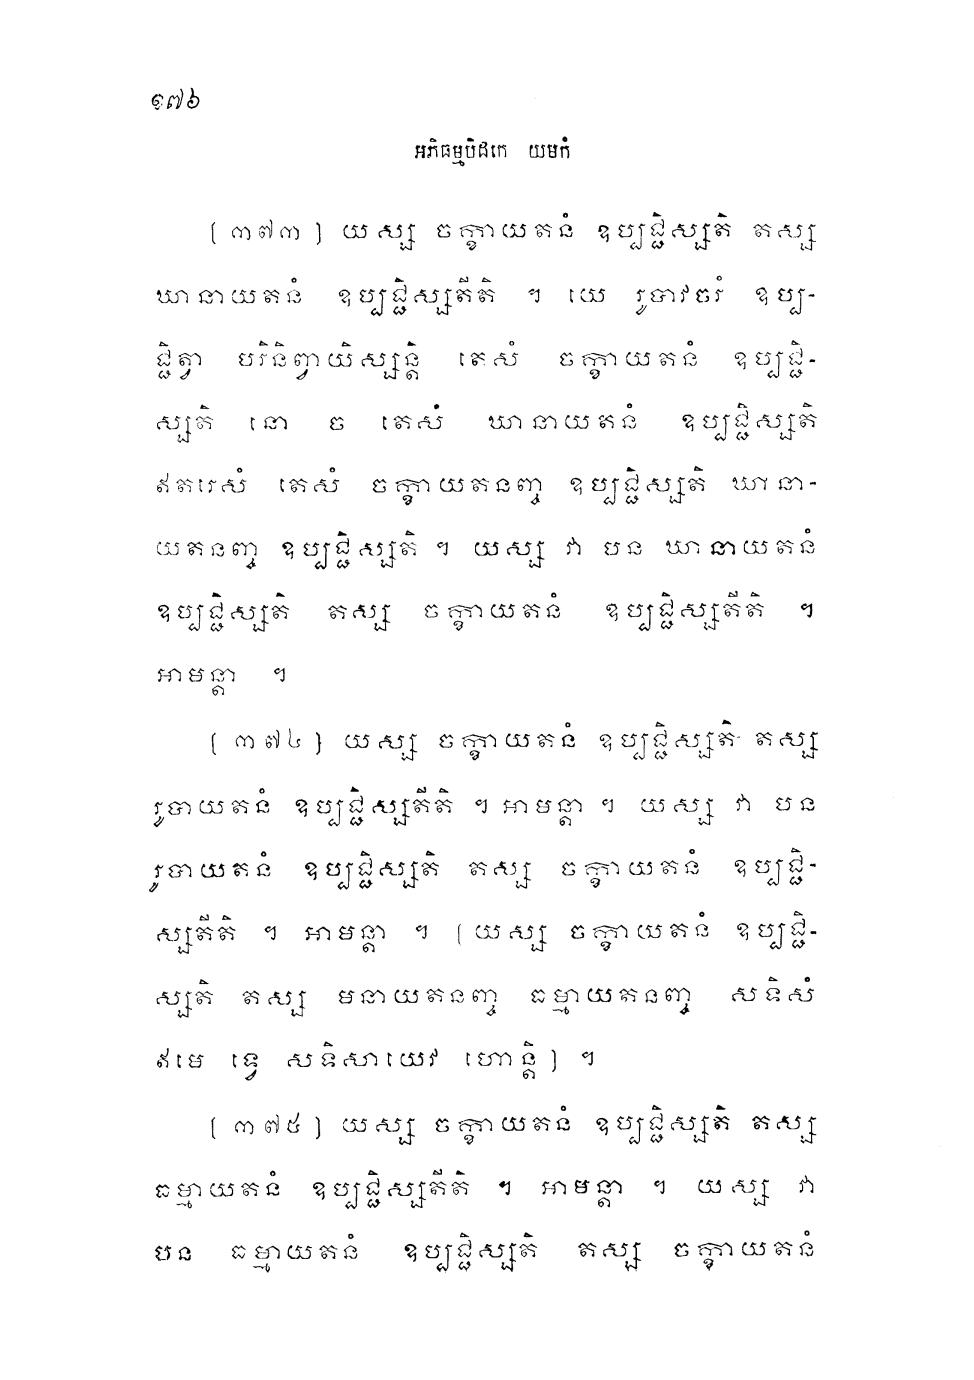 ១៧៦
អភិធម្មបិដកេ យមកំ
[ ៣៧៣ ] យស្ស ចក្ខាយតនំ ឧប្បជ្ជិស្សតិ តស្ស
ឃានាយតនំ ឧប្បជ្ជិស្សតីតិ ។ យេ រូបាវចរំ ឧប្ប-
ជ្ជិត្វា បរិនិព្វាយិស្សន្តិ តេសំ ចក្ខាយតនំ ឧប្បជ្ជិ-
ស្សតិ នោ ច តេសំ ឃានាយតនំ ឧប្បជ្ជិស្សតិ
ឥតរេសំ តេសំ ចក្ខាយតនញ្ច ឧប្បជ្ជិស្សតិ ឃានា-
យតនញ្ច ឧប្បជ្ជិស្សតិ ។ យស្ស វា បន ឃានាយតនំ
ឧប្បជ្ជិស្សតិ តស្ស ចក្ខាយតនំ ឧប្បជ្ជិស្សតីតិ ។
អាមន្តា ។
[ ៣៧៤ ] យស្ស ចក្ខាយតនំ ឧប្បជ្ជិស្សតិ តស្ស
រូបាយតនំ ឧប្បជ្ជិស្សតីតិ ។ អាមន្តា ។ យស្ស វា បន
រូបាយតនំ ឧប្បជ្ជិស្សតិ តស្ស ចក្ខាយតនំ ឧប្បជ្ជិ-
ស្សតីតិ ។ អាមន្តា ។ [ យស្ស ចក្ខាយតនំ ឧប្បជ្ជិ-
ស្សតិ តស្ស មនាយតនញ្ច ធម្មាយតនញ្ច សទិសំ
ឥមេ ទ្វេ សទិសាយេវ ហោន្តិ ] ។
[ ៣៧៥ ] យស្ស ចក្ខាយតនំ ឧប្បជ្ជិស្សតិ តស្ស
ធម្មាយតនំ ឧប្បជ្ជិស្សតីតិ ។ អាមន្តា ។ យស្ស វា
បន ធម្មាយតនំ ឧប្បជ្ជិស្សតិ តស្ស ចក្ខាយតនំ